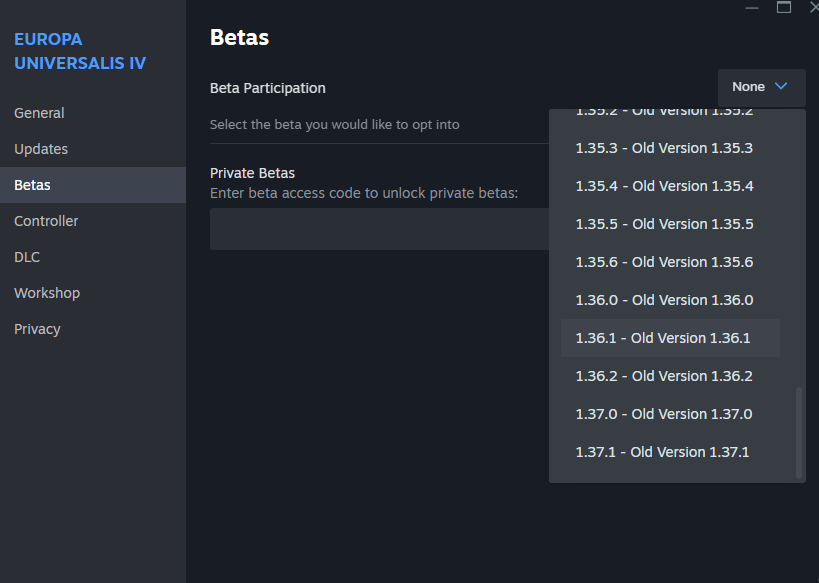 EUROPA
UNIVERSALIS IV
General
Updates
Betas
Controller
DLC
Workshop
Privacy
Betas
Beta Participation
None
Select the beta you would like to opt into
Private Betas
Enter beta access code to unlock private betas:
1.35.2 - Old Version 1.35.2
1.35.3 - Old Version 1.35.3
1.35.4 - Old Version 1.35.4
1.35.5 - Old Version 1.35.5
1.35.6 - Old Version 1.35.6
1.36.0 - Old Version 1.36.0
1.36.1 - Old Version 1.36.1
1.36.2 - Old Version 1.36.2
1.37.0 - Old Version 1.37.0
1.37.1 - Old Version 1.37.1